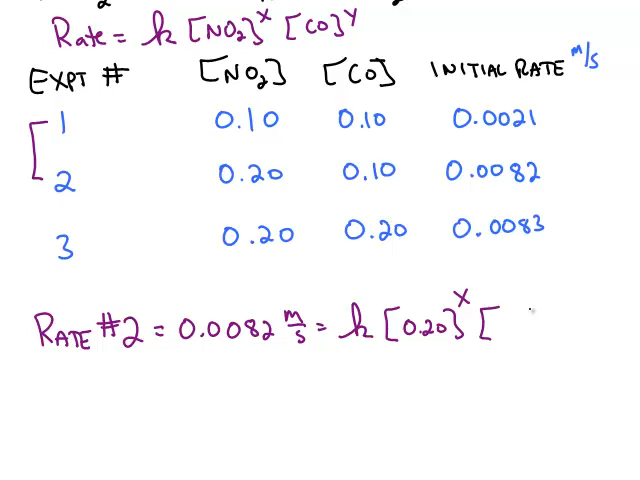 Rate = k [NO₂]ˣ [CO]ʸ
EXPT # [NO₂] [CO] INITIAL RATE M/S
1 0.10 0.10 0.0021
2 0.20 0.10 0.0082
3 0.20 0.20 0.0083
RATE #2 = 0.0082 M/S = k [0.20]ˣ [